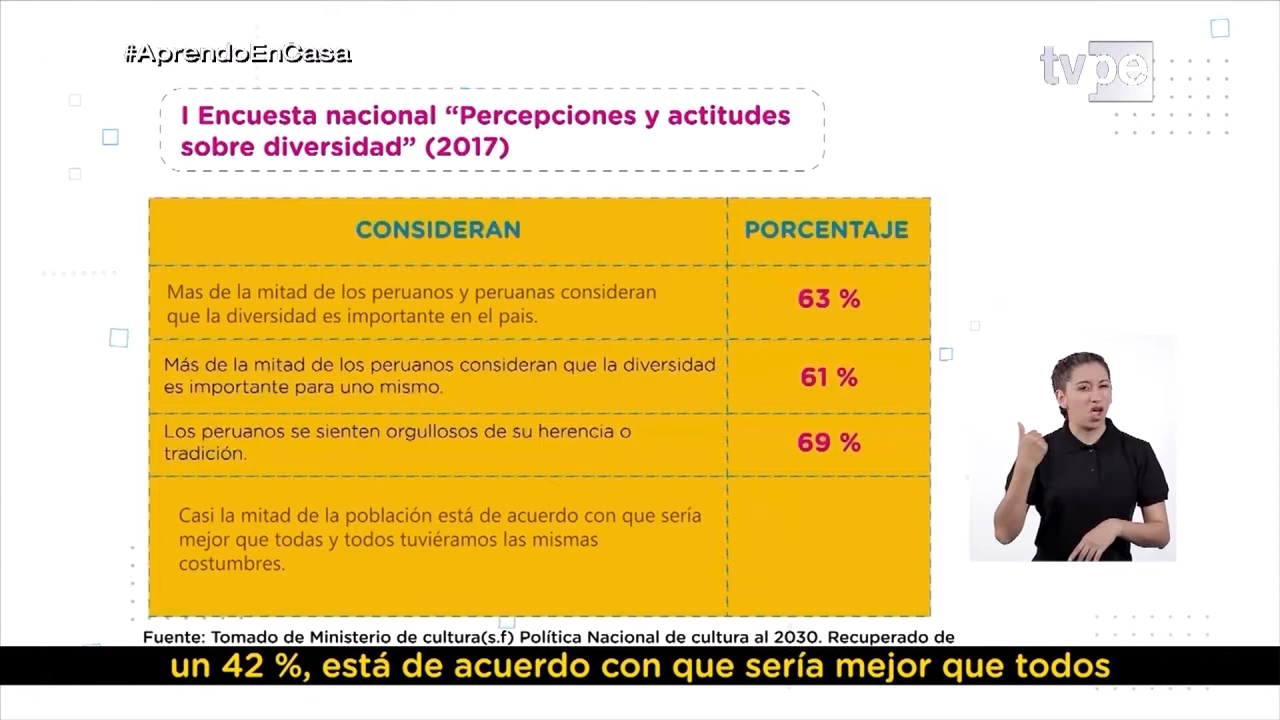 #AprendoEnCasa
tvpe
I Encuesta nacional “Percepciones y actitudes
sobre diversidad” (2017)
CONSIDERAN
PORCENTAJE
Mas de la mitad de los peruanos y peruanas consideran
que la diversidad es importante en el pais.
63 %
Más de la mitad de los peruanos consideran que la diversidad
es importante para uno mismo.
61 %
Los peruanos se sienten orgullosos de su herencia o
tradición.
69 %
Casi la mitad de la población está de acuerdo con que sería
mejor que todas y todos tuviéramos las mismas
costumbres.
Fuente: Tomado de Ministerio de cultura(s.f) Política Nacional de cultura al 2030. Recuperado de
un 42 %, está de acuerdo con que sería mejor que todos